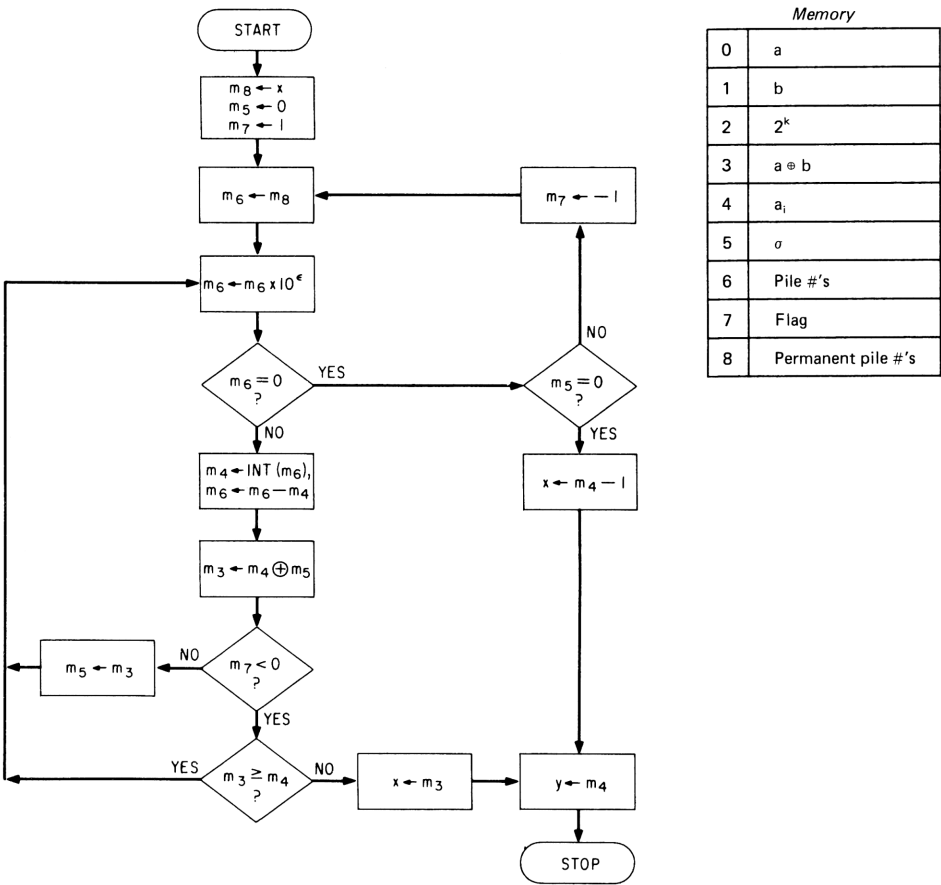 START
m₈ ← x
m₅ ← 0
m₇ ← 1
m₆ ← m₈
m₇ ← – 1
m₆ ← m₆ x 10^ϵ
m₆ = 0
?
YES
NO
m₅ = 0
?
NO
YES
m₄ ← INT (m₆),
m₆ ← m₆ – m₄
x ← m₄ – 1
m₃ ← m₄ ⊕ m₅
m₇ < 0
?
NO
YES
m₅ ← m₃
m₃ ≥ m₄
?
YES
NO
x ← m₃
y ← m₄
STOP
Memory
0 a
1 b
2 2ᵏ
3 a ⊕ b
4 aᵢ
5 σ
6 Pile #'s
7 Flag
8 Permanent pile #'s